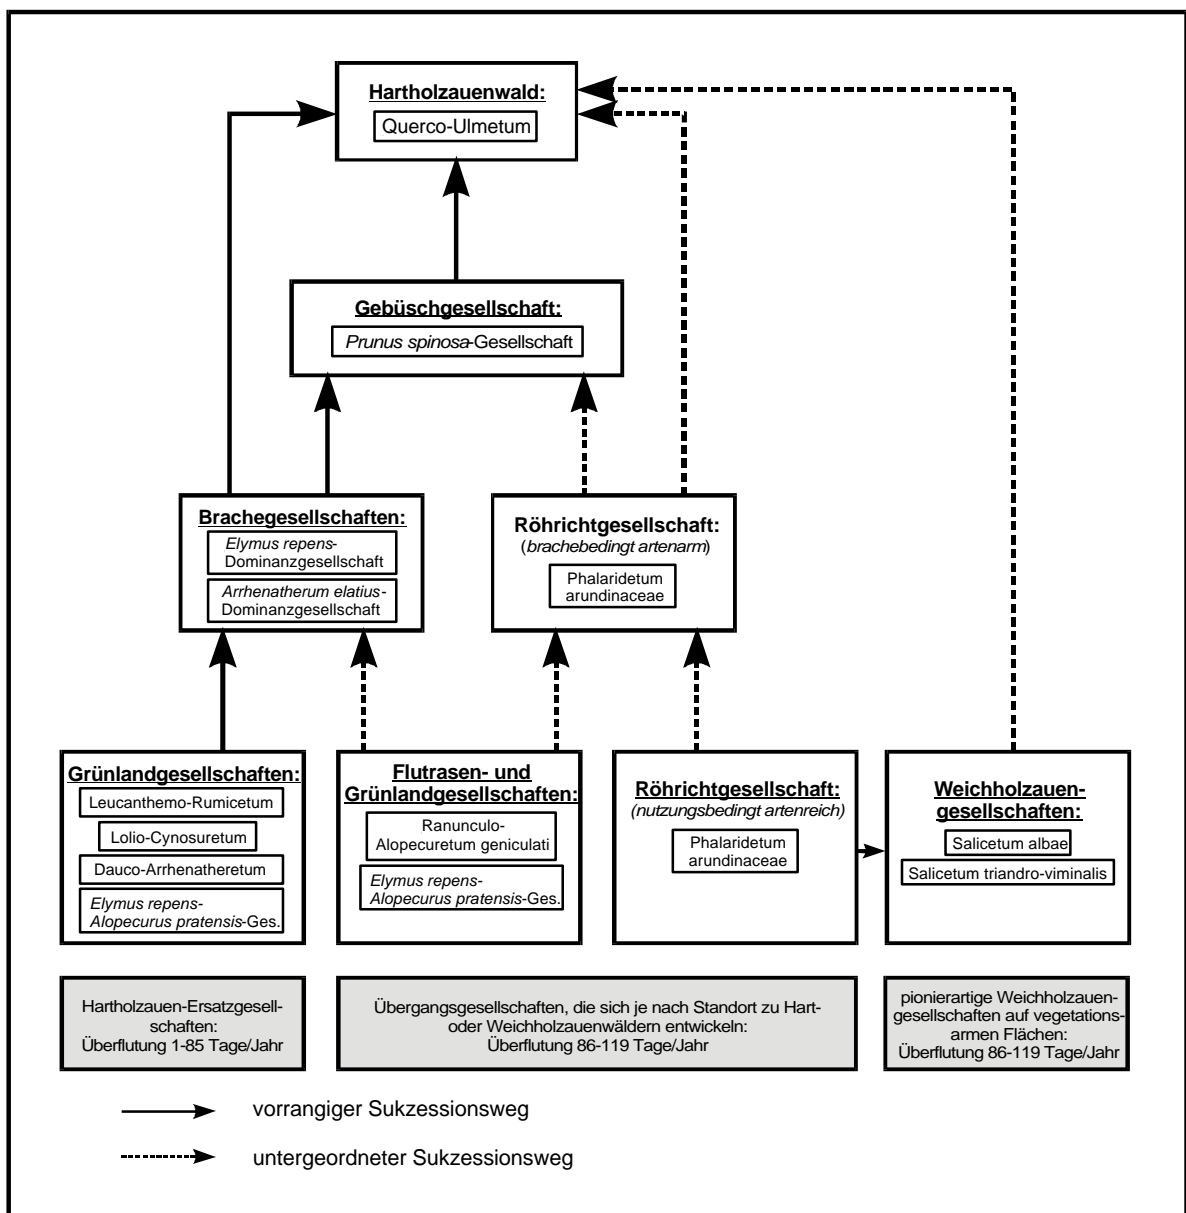 Hartholzauenwald:
Querco-Ulmetum
Gebüschgesellschaft:
Prunus spinosa-Gesellschaft
Brachegesellschaften:
Elymus repens-
Dominanzgesellschaft
Arrhenatherum elatius-
Dominanzgesellschaft
Röhrichtgesellschaft:
(brachebedingt artenarm)
Phalaridetum
arundinaceae
Grünlandgesellschaften:
Leucanthemo-Rumicetum
Lolio-Cynosuretum
Dauco-Arrhenatheretum
Elymus repens-
Alopecurus pratensis-Ges.
Flutrasen- und
Grünlandgesellschaften:
Ranunculo-
Alopecuretum geniculati
Elymus repens-
Alopecurus pratensis-Ges.
Röhrichtgesellschaft:
(nutzungsbedingt artenreich)
Phalaridetum
arundinaceae
Weichholzauen-
gesellschaften:
Salicetum albae
Salicetum triandro-viminalis
Hartholzauen-Ersatzgesell-
schaften:
Überflutung 1-85 Tage/Jahr
Übergangsgesellschaften, die sich je nach Standort zu Hart-
oder Weichholzauenwäldern entwickeln:
Überflutung 86-119 Tage/Jahr
pionierartige Weichholzauen-
gesellschaften auf vegetations-
armen Flächen:
Überflutung 86-119 Tage/Jahr
vorrangiger Sukzessionsweg
untergeordneter Sukzessionsweg